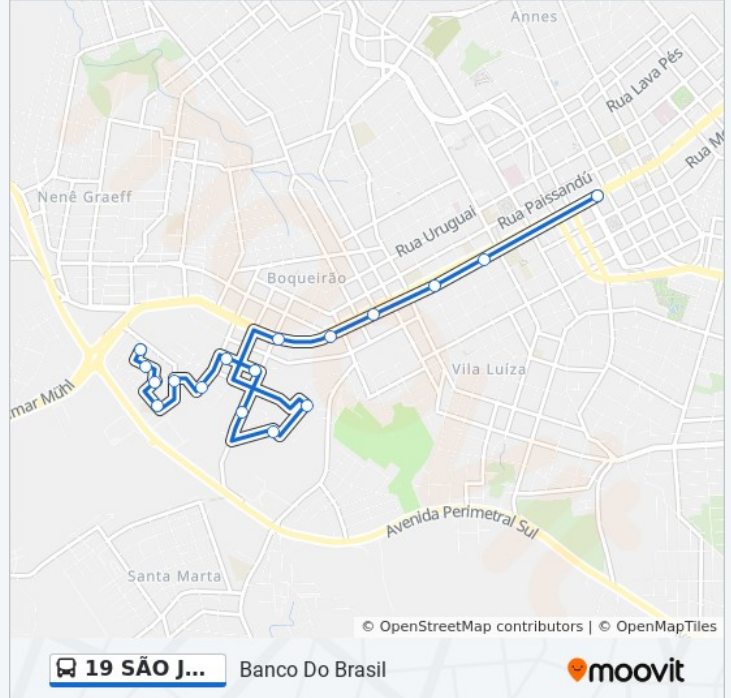 Annes
Rua Lava Pés
Nenê Graeff
Rua Paissandú
Rua Uruguai
Boqueirão
Vila Luíza
mar Mühl
Avenida Perimetral Sul
Santa Marta
© OpenStreetMap contributors | © OpenMapTiles
19 SÃO J... Banco Do Brasil moovit